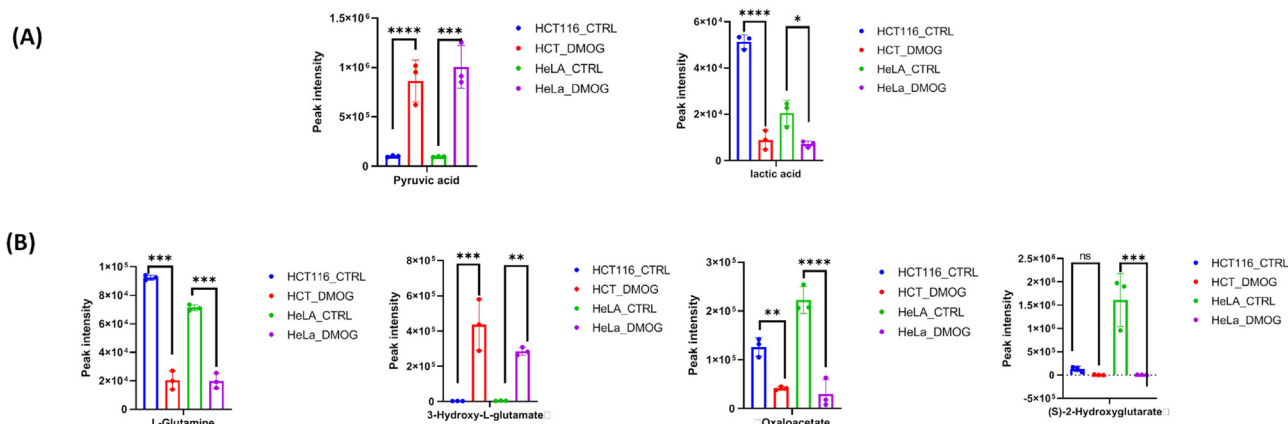 (A)
1.5×10⁶
1×10⁶
5×10⁵
0
Peak intensity
****
***
Pyruvic acid
HCT116_CTRL
HCT_DMOG
HeLA_CTRL
HeLa_DMOG
6×10⁴
4×10⁴
2×10⁴
0
Peak intensity
****
*
lactic acid
HCT116_CTRL
HCT_DMOG
HeLA_CTRL
HeLa_DMOG
(B)
1×10⁵
8×10⁴
6×10⁴
4×10⁴
2×10⁴
0
Peak intensity
***
***
L-Glutamine
HCT116_CTRL
HCT_DMOG
HeLA_CTRL
HeLa_DMOG
8×10⁵
6×10⁵
4×10⁵
2×10⁵
0
Peak intensity
***
**
3-Hydroxy-L-glutamate□
HCT116_CTRL
HCT_DMOG
HeLA_CTRL
HeLa_DMOG
3×10⁵
2×10⁵
1×10⁵
0
Peak intensity
**
****
□Oxaloacetate
HCT116_CTRL
HCT_DMOG
HeLA_CTRL
HeLa_DMOG
2.5×10⁶
2×10⁶
1.5×10⁶
1×10⁶
5×10⁵
0
-5×10⁵
Peak intensity
ns
***
(S)-2-Hydroxyglutarate□
HCT116_CTRL
HCT_DMOG
HeLA_CTRL
HeLa_DMOG